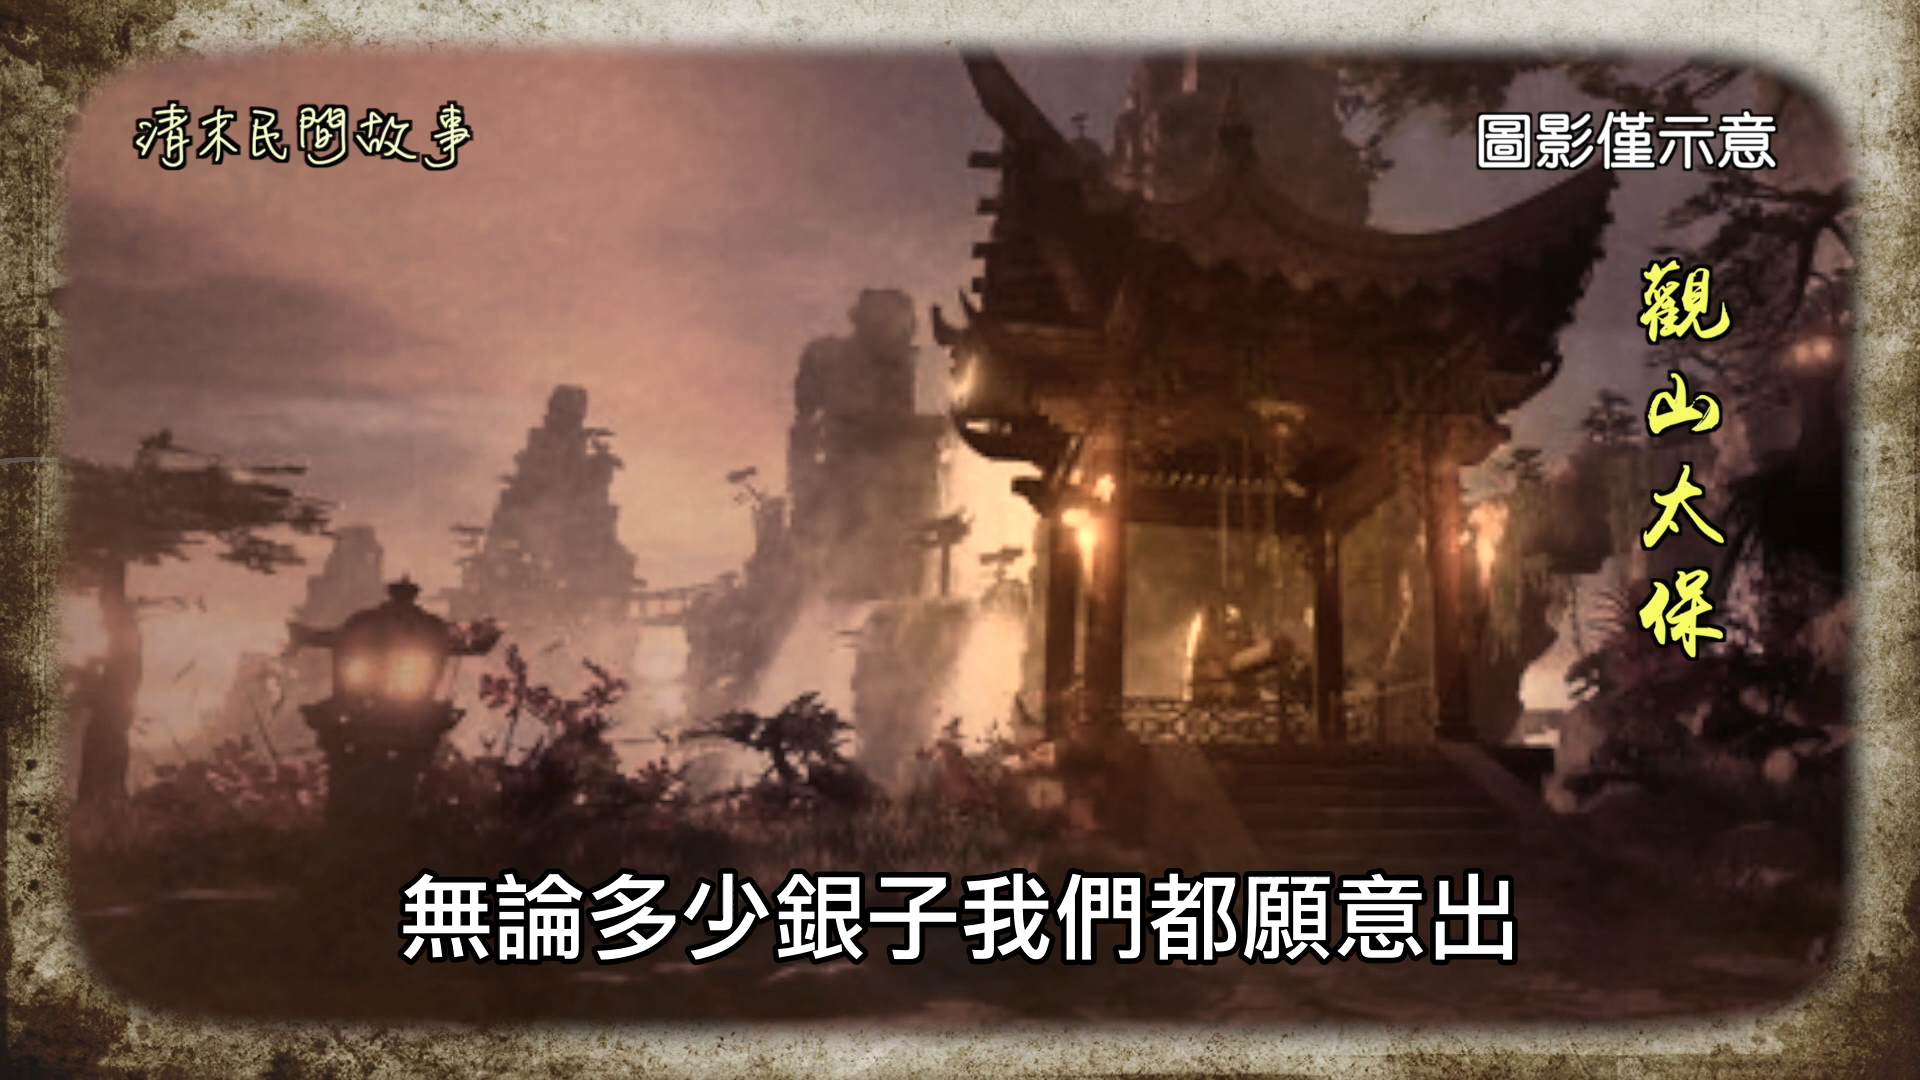 清末民間故事
圖影僅示意
觀山太保
無論多少銀子我們都願意出